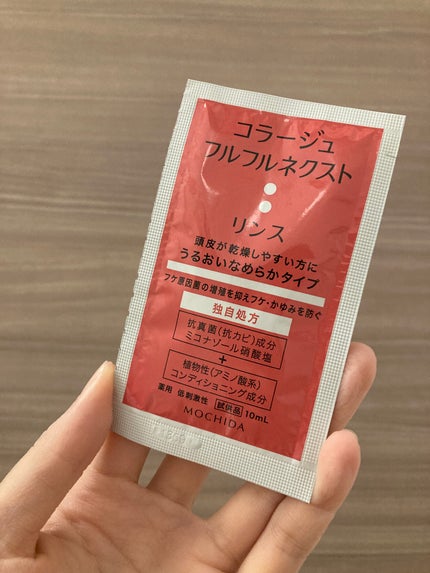 コラージュ
フルフルネクスト
リンス
頭皮が乾燥しやすい方に
うるおいなめらかタイプ
フケ原因菌の増殖を抑えフケ・かゆみを防ぐ
独自処方
抗真菌(抗カビ)成分
ミコナゾール硝酸塩
+
植物性(アミノ酸系)
コンディショニング成分
薬用 低刺激性 試供品 10mL
MOCHIDA